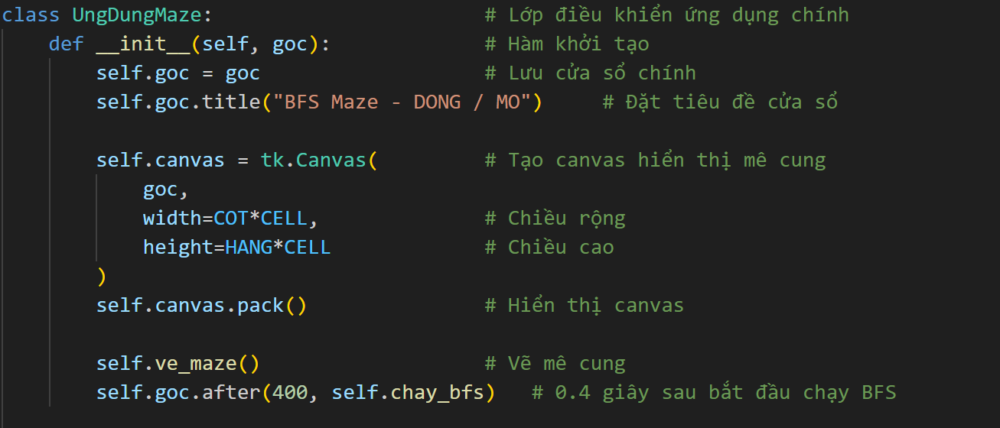 class UngDungMaze:                       # Lớp điều khiển ứng dụng chính
    def __init__(self, goc):             # Hàm khởi tạo
        self.goc = goc                   # Lưu cửa sổ chính
        self.goc.title("BFS Maze - DONG / MO")     # Đặt tiêu đề cửa sổ
        self.canvas = tk.Canvas(         # Tạo canvas hiển thị mê cung
            goc,
            width=COT*CELL,              # Chiều rộng
            height=HANG*CELL             # Chiều cao
        )
        self.canvas.pack()               # Hiển thị canvas
        self.ve_maze()                   # Vẽ mê cung
        self.goc.after(400, self.chay_bfs)   # 0.4 giây sau bắt đầu chạy BFS